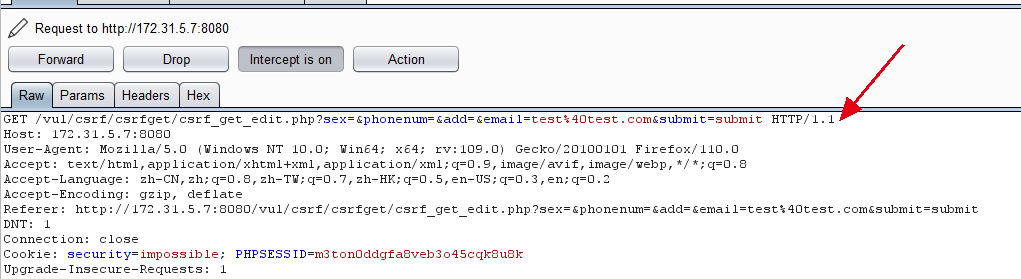 Request to http://172.31.5.7:8080
Forward Drop Intercept is on Action
Raw Params Headers Hex
GET /vul/csrf/csrfget/csrf_get_edit.php?sex=&phonenum=&add=&email=test%40test.com&submit=submit HTTP/1.1
Host: 172.31.5.7:8080
User-Agent: Mozilla/5.0 (Windows NT 10.0; Win64; x64; rv:109.0) Gecko/20100101 Firefox/110.0
Accept: text/html,application/xhtml+xml,application/xml;q=0.9,image/avif,image/webp,*/*;q=0.8
Accept-Language: zh-CN,zh;q=0.8,zh-TW;q=0.7,zh-HK;q=0.5,en-US;q=0.3,en;q=0.2
Accept-Encoding: gzip, deflate
Referer: http://172.31.5.7:8080/vul/csrf/csrfget/csrf_get_edit.php?sex=&phonenum=&add=&email=test%40test.com&submit=submit
DNT: 1
Connection: close
Cookie: security=impossible; PHPSESSID=m3ton0ddgfa8veb3o45cqk8u8k
Upgrade-Insecure-Requests: 1